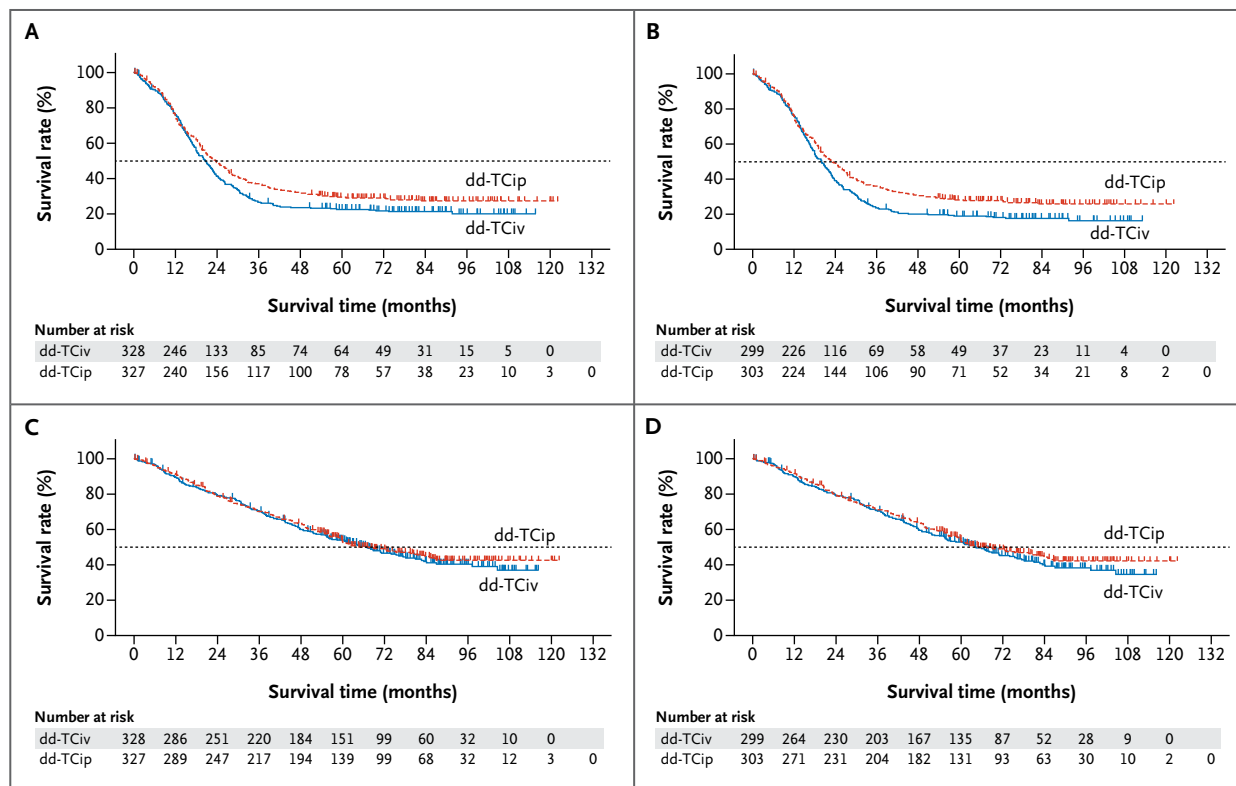 A
Survival rate (%)
100
80
60
40
20
0
dd-TCip
dd-TCiv
0 12 24 36 48 60 72 84 96 108 120 132
Survival time (months)
Number at risk
dd-TCiv 328 246 133 85 74 64 49 31 15 5 0
dd-TCip 327 240 156 117 100 78 57 38 23 10 3 0
B
Survival rate (%)
100
80
60
40
20
0
dd-TCip
dd-TCiv
0 12 24 36 48 60 72 84 96 108 120 132
Survival time (months)
Number at risk
dd-TCiv 299 226 116 69 58 49 37 23 11 4 0
dd-TCip 303 224 144 106 90 71 52 34 21 8 2 0
C
Survival rate (%)
100
80
60
40
20
0
dd-TCip
dd-TCiv
0 12 24 36 48 60 72 84 96 108 120 132
Survival time (months)
Number at risk
dd-TCiv 328 286 251 220 184 151 99 60 32 10 0
dd-TCip 327 289 247 217 194 139 99 68 32 12 3 0
D
Survival rate (%)
100
80
60
40
20
0
dd-TCip
dd-TCiv
0 12 24 36 48 60 72 84 96 108 120 132
Survival time (months)
Number at risk
dd-TCiv 299 264 230 203 167 135 87 52 28 9 0
dd-TCip 303 271 231 204 182 131 93 63 30 10 2 0